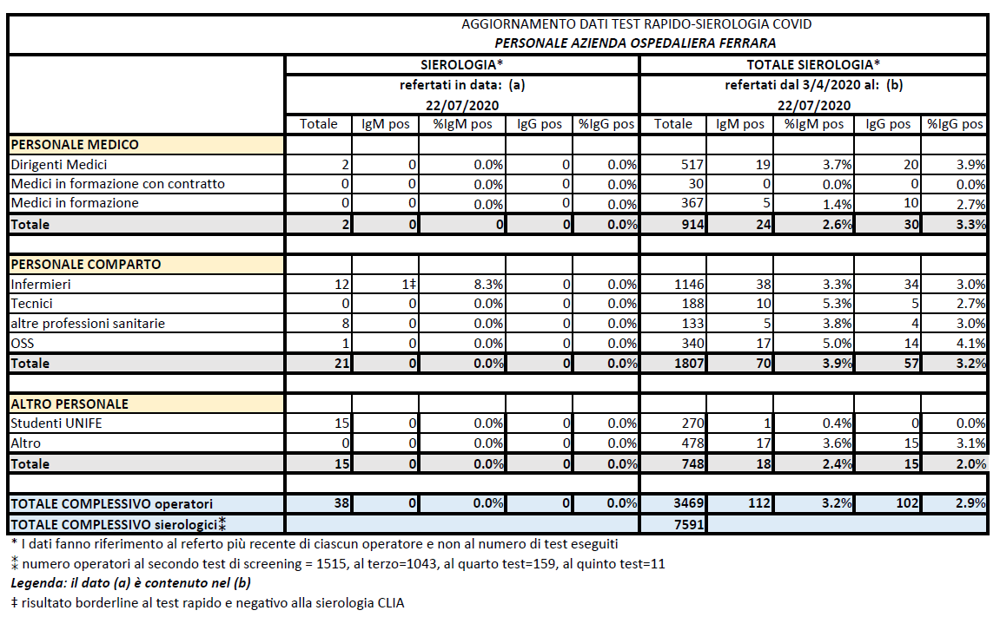 AGGIORNAMENTO DATI TEST RAPIDO-SIEROLOGIA COVID
PERSONALE AZIENDA OSPEDALIERA FERRARA
SIEROLOGIA* TOTALE SIEROLOGIA*
refertati in data: (a) refertati dal 3/4/2020 al: (b)
22/07/2020 22/07/2020
Totale IgM pos %IgM pos IgG pos %IgG pos Totale IgM pos %IgM pos IgG pos %IgG pos
PERSONALE MEDICO
Dirigenti Medici 2 0 0.0% 0 0.0% 517 19 3.7% 20 3.9%
Medici in formazione con contratto 0 0 0.0% 0 0.0% 30 0 0.0% 0 0.0%
Medici in formazione 0 0 0.0% 0 0.0% 367 5 1.4% 10 2.7%
Totale 2 0 0 0 0.0% 914 24 2.6% 30 3.3%
PERSONALE COMPARTO
Infermieri 12 1‡ 8.3% 0 0.0% 1146 38 3.3% 34 3.0%
Tecnici 0 0 0.0% 0 0.0% 188 10 5.3% 5 2.7%
altre professioni sanitarie 8 0 0.0% 0 0.0% 133 5 3.8% 4 3.0%
OSS 1 0 0.0% 0 0.0% 340 17 5.0% 14 4.1%
Totale 21 0 0.0% 0 0.0% 1807 70 3.9% 57 3.2%
ALTRO PERSONALE
Studenti UNIFE 15 0 0.0% 0 0.0% 270 1 0.4% 0 0.0%
Altro 0 0 0.0% 0 0.0% 478 17 3.6% 15 3.1%
Totale 15 0 0.0% 0 0.0% 748 18 2.4% 15 2.0%
TOTALE COMPLESSIVO operatori 38 0 0.0% 0 0.0% 3469 112 3.2% 102 2.9%
TOTALE COMPLESSIVO sierologici⁑ 7591
* I dati fanno riferimento al referto più recente di ciascun operatore e non al numero di test eseguiti
⁑ numero operatori al secondo test di screening = 1515, al terzo=1043, al quarto test=159, al quinto test=11
Legenda: il dato (a) è contenuto nel (b)
‡ risultato borderline al test rapido e negativo alla sierologia CLIA